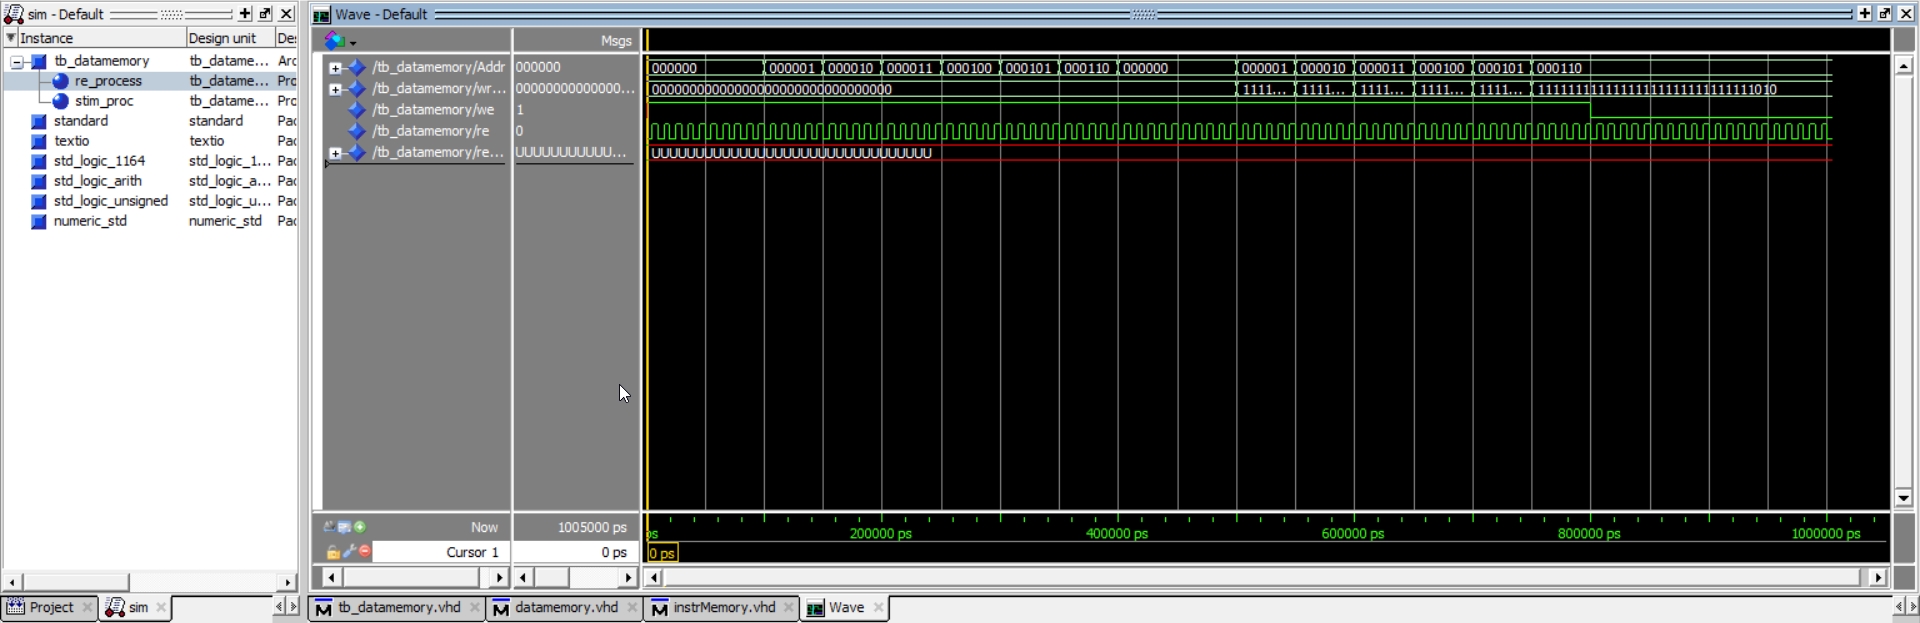 sim - Default
Instance Design unit De:
tb_datamemory tb_datame... Arc
re_process tb_datame... Prc
stim_proc tb_datame... Prc
standard standard Pac
textio textio Pac
std_logic_1164 std_logic_1... Pac
std_logic_arith std_logic_a... Pac
std_logic_unsigned std_logic_u... Pac
numeric_std numeric_std Pac
Project sim
Wave - Default
Msgs
/tb_datamemory/Addr 000000 000000 000001 000010 000011 000100 000101 000110 000000 000001 000010 000011 000100 000101 000110
/tb_datamemory/wr... 00000000000000... 00000000000000000000000000000000 1111... 1111... 1111... 1111... 1111... 11111111111111111111111111111010
/tb_datamemory/we 1
/tb_datamemory/re 0
/tb_datamemory/re... UUUUUUUUUUU... UUUUUUUUUUUUUUUUUUUUUUUUUUUUUUUU
Now 1005000 ps ps 200000 ps 400000 ps 600000 ps 800000 ps 1000000 ps
Cursor 1 0 ps 0 ps
tb_datamemory.vhd datamemory.vhd instrMemory.vhd Wave